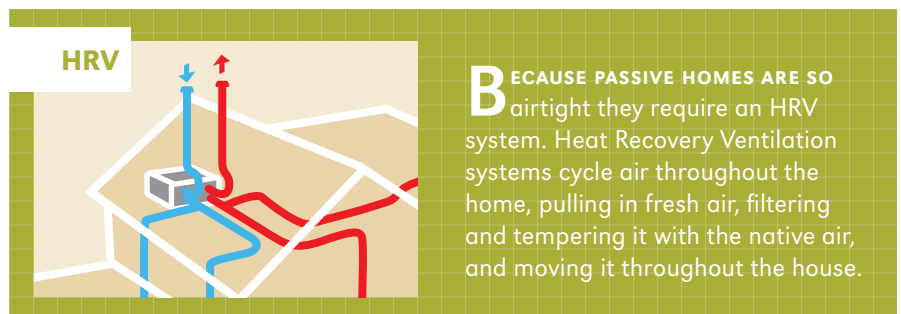 HRV
BECAUSE PASSIVE HOMES ARE SO
airtight they require an HRV
system. Heat Recovery Ventilation
systems cycle air throughout the
home, pulling in fresh air, filtering
and tempering it with the native air,
and moving it throughout the house.